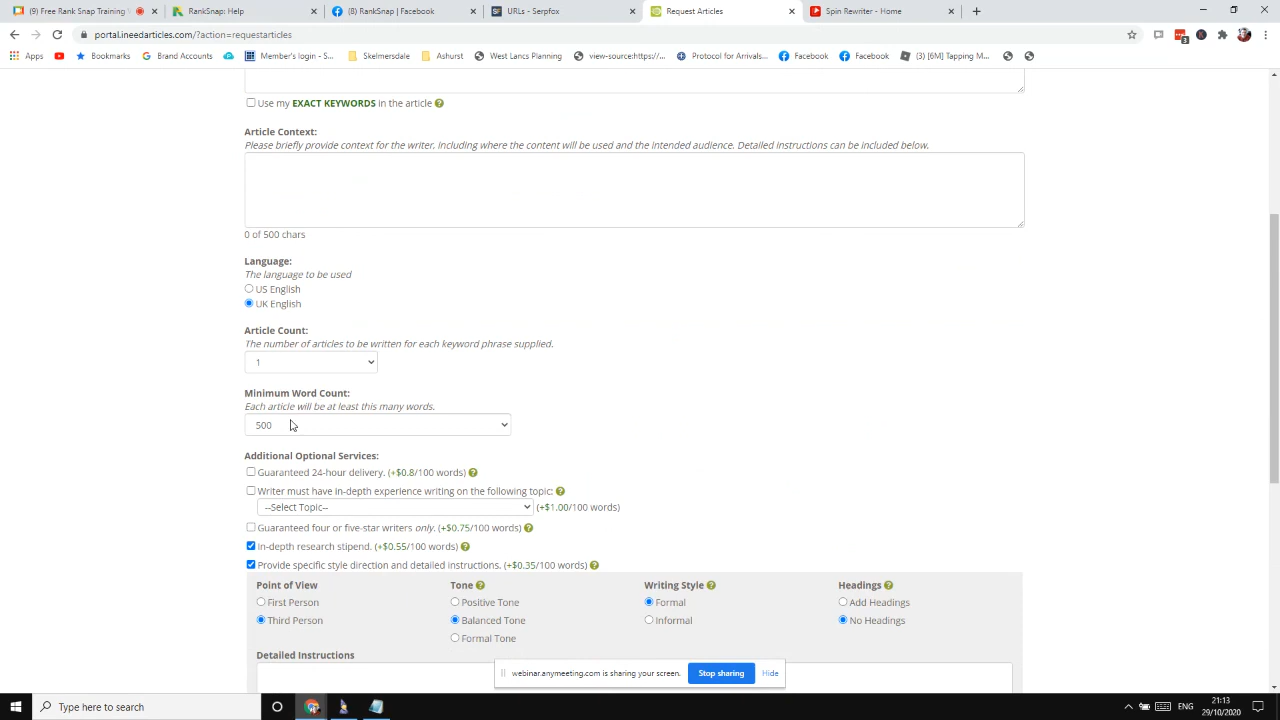 (9) Free Rank Snap Training
RankSnap: Help
(8) RankSnap | Facebook
SF URLs - Serpfox
Request Articles
Spin Rewriter - Home
portal.ineedarticles.com/?action=requestarticles
3
Apps
Bookmarks
Brand Accounts
Member's login - S...
Skelmersdale
Ashurst
West Lancs Planning
view-source:https://...
Protocol for Arrivals...
Facebook
Facebook
(3) [6M] Tapping M...
Use my EXACT KEYWORDS in the article ?
Article Context:
Please briefly provide context for the writer, including where the content will be used and the intended audience. Detailed instructions can be included below.
0 of 500 chars
Language:
The language to be used
US English
UK English
Article Count:
The number of articles to be written for each keyword phrase supplied.
1
Minimum Word Count:
Each article will be at least this many words.
500
Additional Optional Services:
Guaranteed 24-hour delivery. (+$0.8/100 words) ?
Writer must have in-depth experience writing on the following topic: ?
--Select Topic-- (+$1.00/100 words)
Guaranteed four or five-star writers only. (+$0.75/100 words) ?
In-depth research stipend. (+$0.55/100 words) ?
Provide specific style direction and detailed instructions. (+$0.35/100 words) ?
Point of View Tone ? Writing Style ? Headings ?
First Person Positive Tone Formal Add Headings
Third Person Balanced Tone Informal No Headings
Formal Tone
Detailed Instructions
webinar.anymeeting.com is sharing your screen. Stop sharing Hide
Type here to search
ENG
21:13
29/10/2020